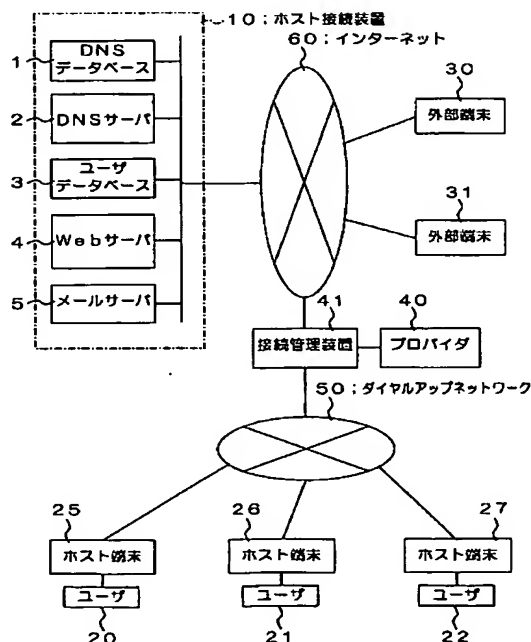 10;ホスト接続装置
60;インターネット
1
DNS
データベース
2
DNSサーバ
3
ユーザ
データベース
4
Webサーバ
5
メールサーバ
30
外部端末
31
外部端末
41
接続管理装置
40
プロバイダ
50;ダイヤルアップネットワーク
25
ホスト端末
ユーザ
20
26
ホスト端末
ユーザ
21
27
ホスト端末
ユーザ
22